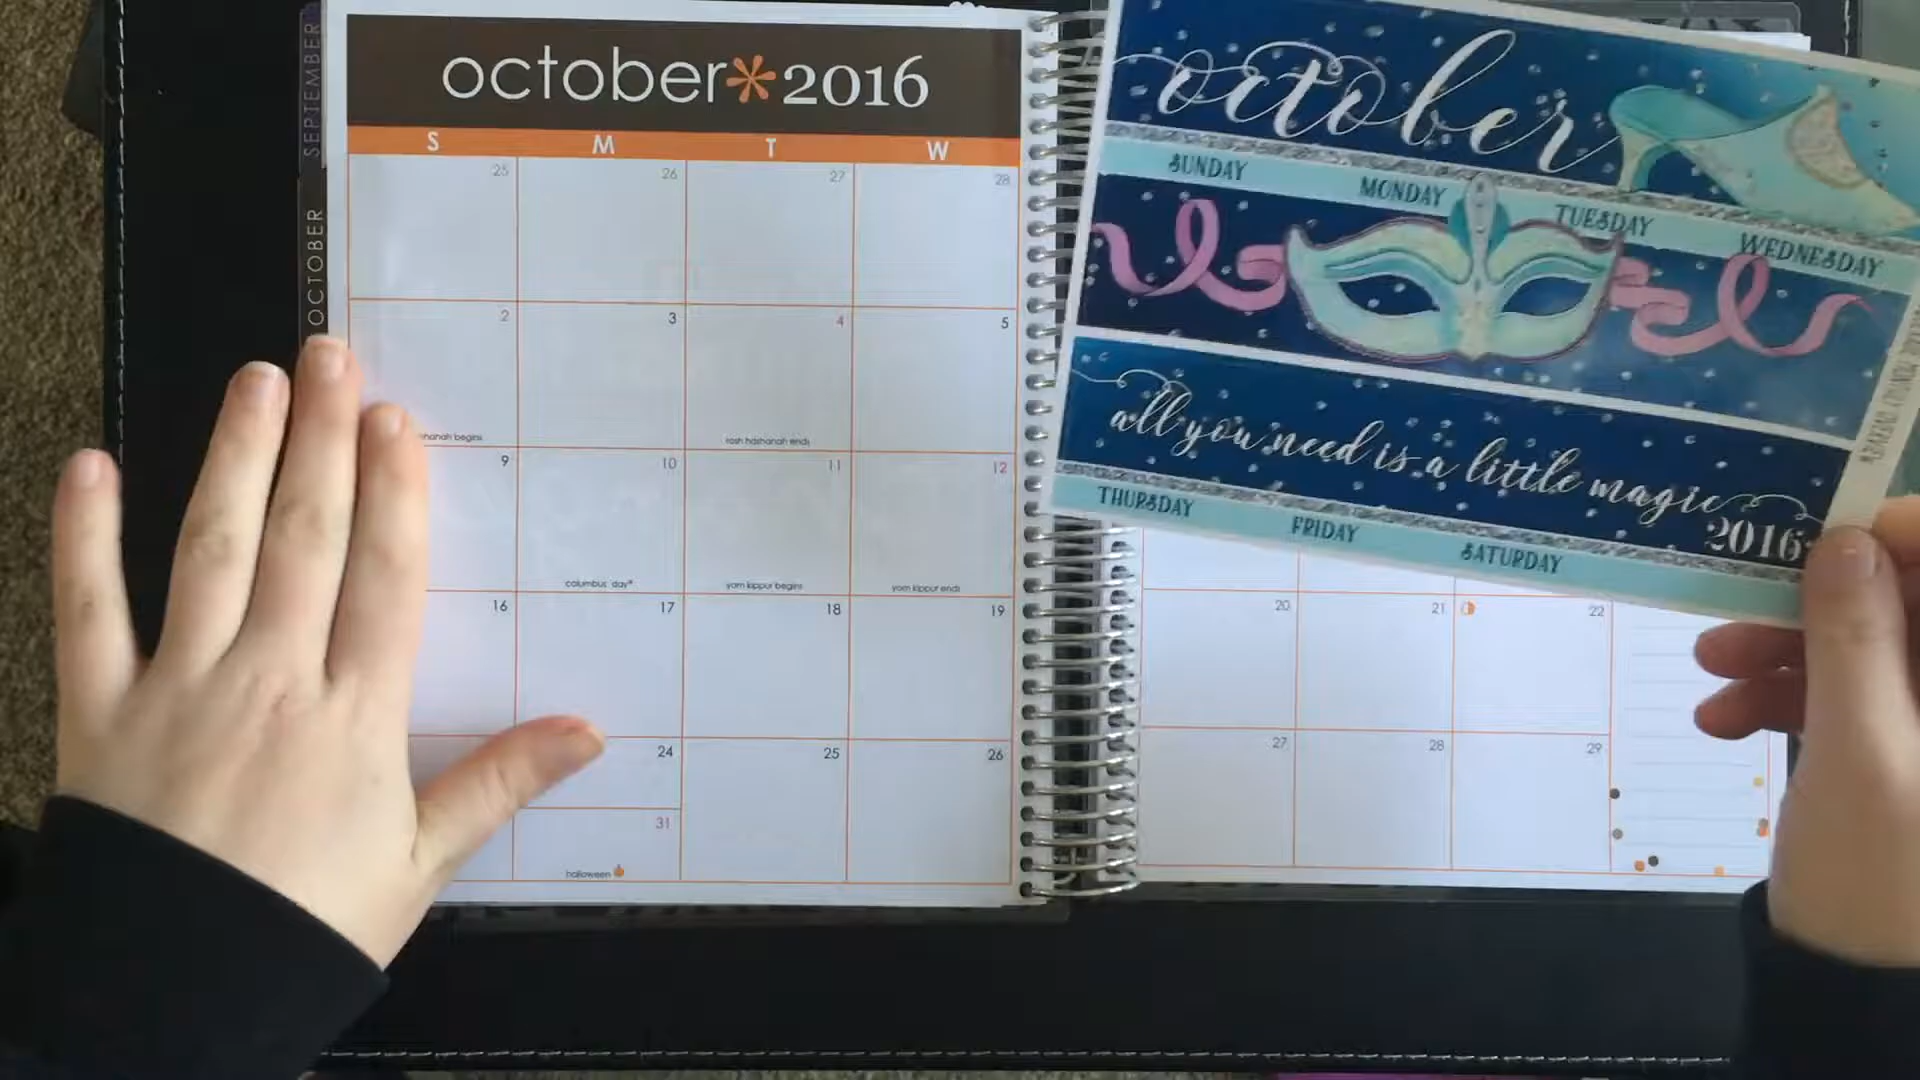 SEPTEMBER
OCTOBER
october*2016
S M T W
25 26 27 28
2 3 4 5
rosh hashanah ends
9 10 11 12
columbus day* yom kippur begins yom kippur ends
16 17 18 19
24 25 26
31
halloween
october
SUNDAY MONDAY TUESDAY WEDNESDAY
all you need is a little magic
2016
THURSDAY FRIDAY SATURDAY
20 21 22
27 28 29